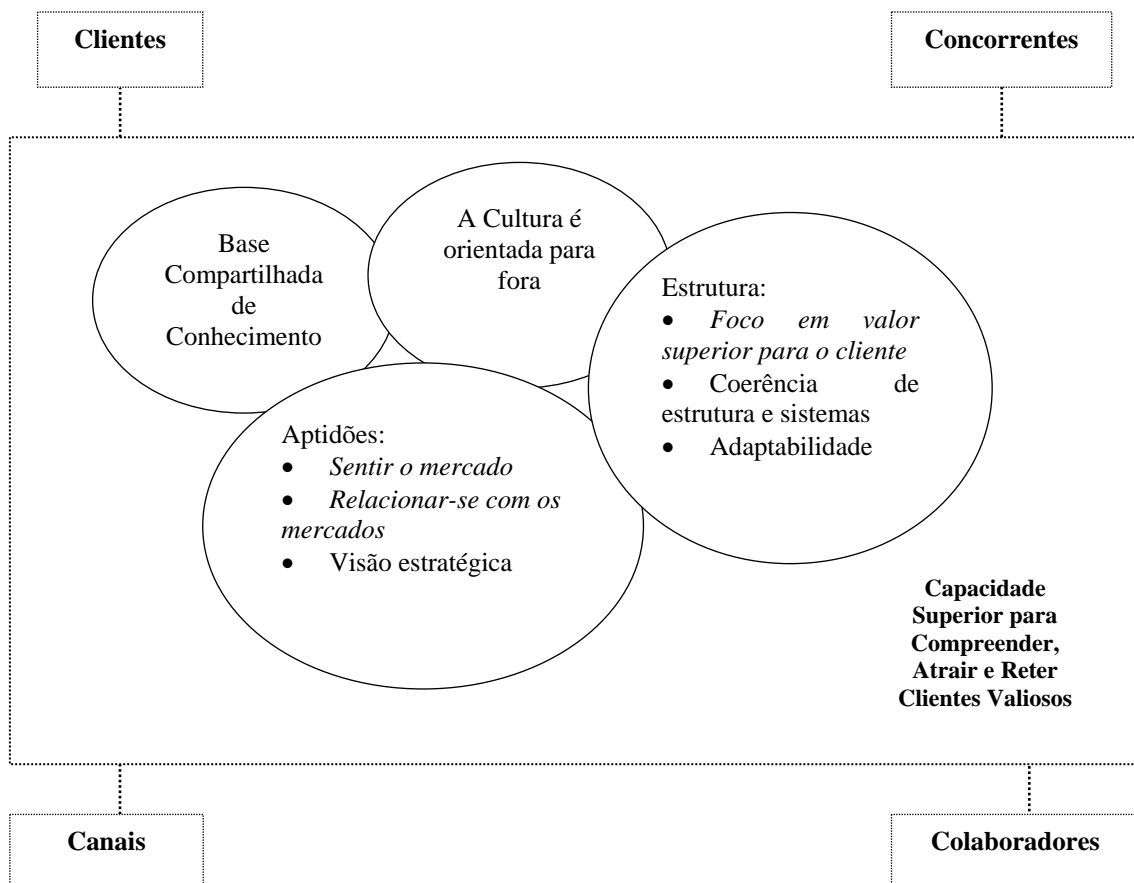 Clientes
Concorrentes
Base
Compartilhada
de
Conhecimento
A Cultura é
orientada para
fora
Estrutura:
• Foco em valor
superior para o cliente
• Coerência de
estrutura e sistemas
• Adaptabilidade
Aptidões:
• Sentir o mercado
• Relacionar-se com os
mercados
• Visão estratégica
Capacidade
Superior para
Compreender,
Atrair e Reter
Clientes Valiosos
Canais
Colaboradores